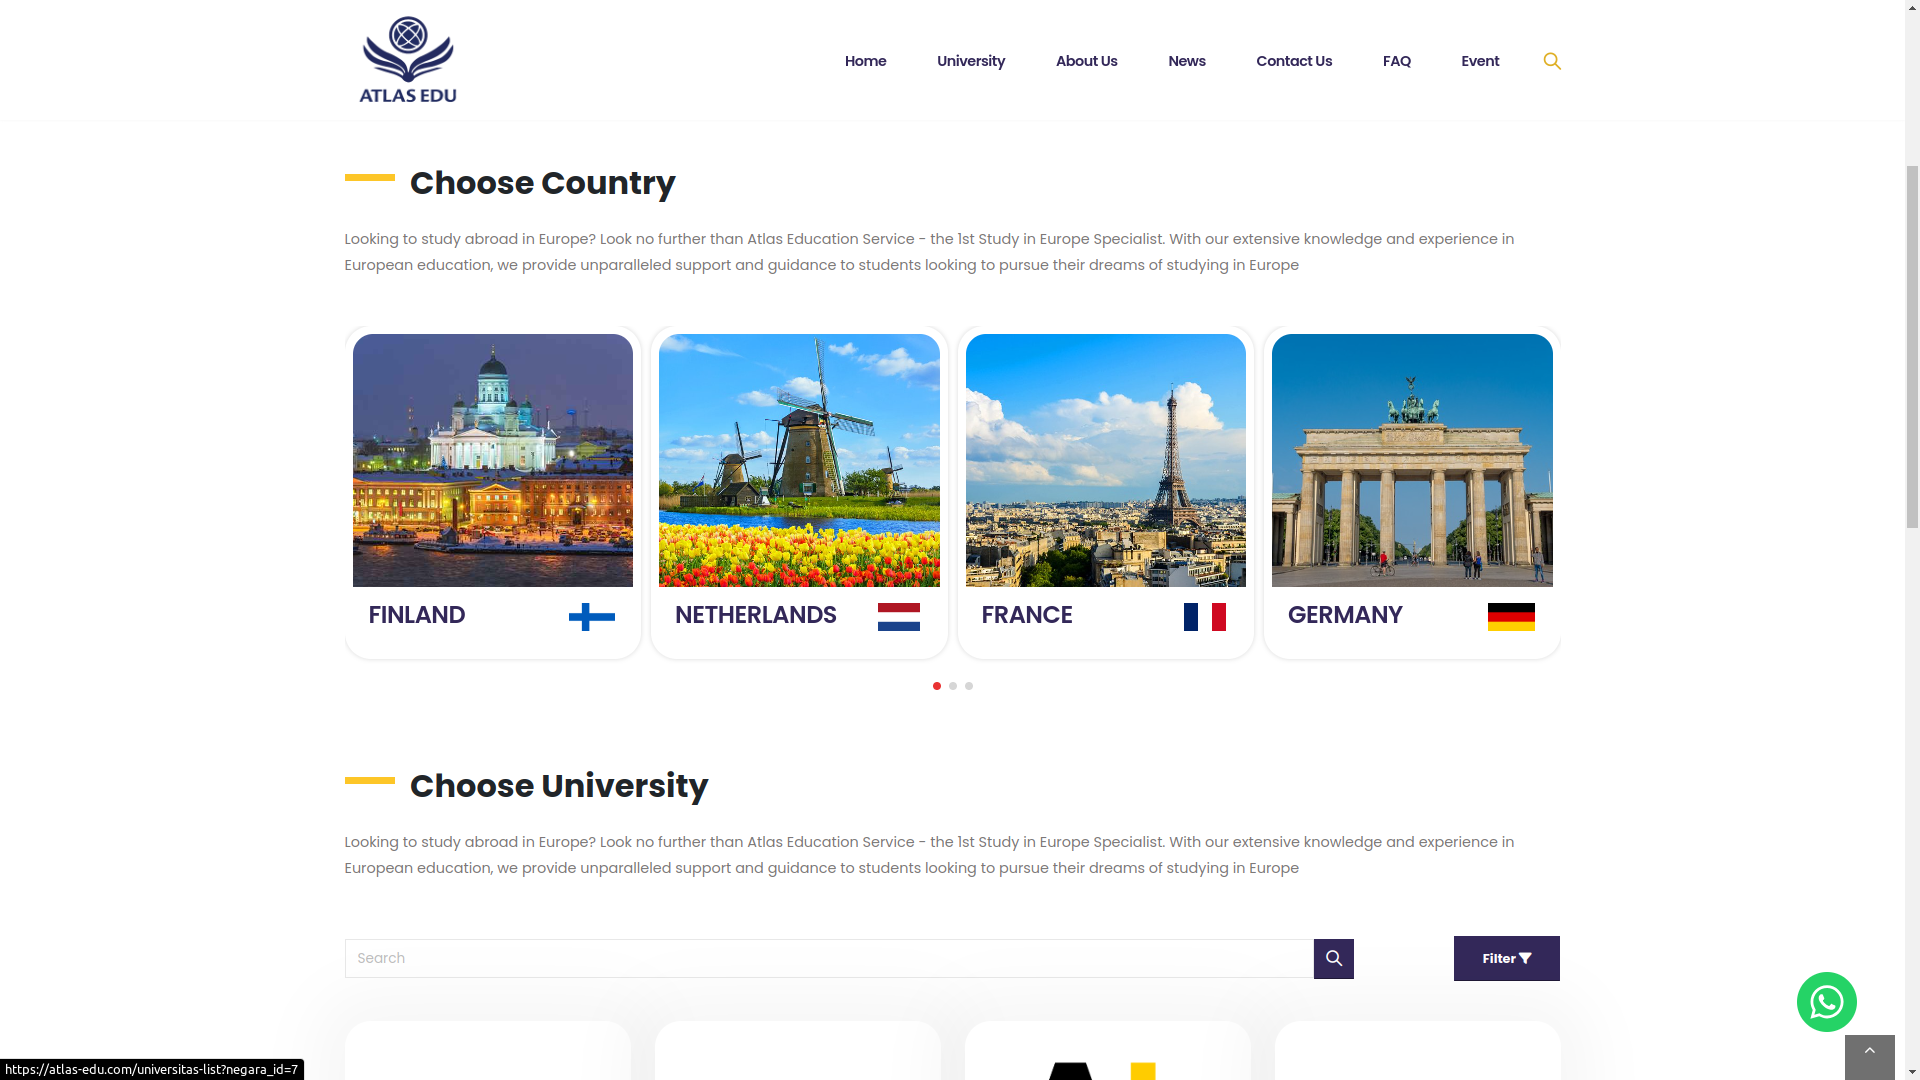 ATLAS EDU
Home
University
About Us
News
Contact Us
FAQ
Event
Choose Country
Looking to study abroad in Europe? Look no further than Atlas Education Service - the 1st Study in Europe Specialist. With our extensive knowledge and experience in
European education, we provide unparalleled support and guidance to students looking to pursue their dreams of studying in Europe
FINLAND
NETHERLANDS
FRANCE
GERMANY
Choose University
Looking to study abroad in Europe? Look no further than Atlas Education Service - the 1st Study in Europe Specialist. With our extensive knowledge and experience in
European education, we provide unparalleled support and guidance to students looking to pursue their dreams of studying in Europe
Search
Filter
https://atlas-edu.com/universitas-list?negara_id=7